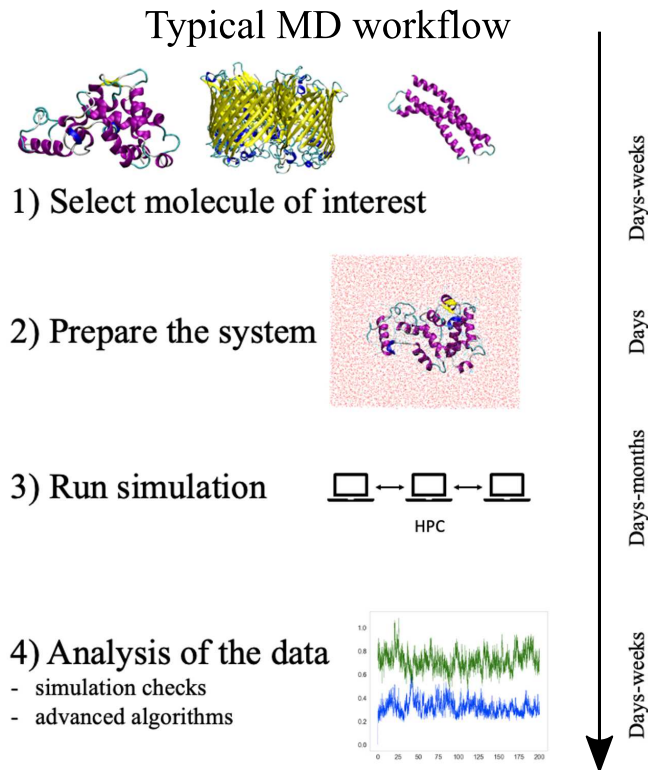 Typical MD workflow
1) Select molecule of interest
Days-weeks
2) Prepare the system
Days
3) Run simulation
HPC
Days-months
4) Analysis of the data
- simulation checks
- advanced algorithms
Days-weeks
1.0
0.8
0.6
0.4
0.2
0.0
0 25 50 75 100 125 150 175 200